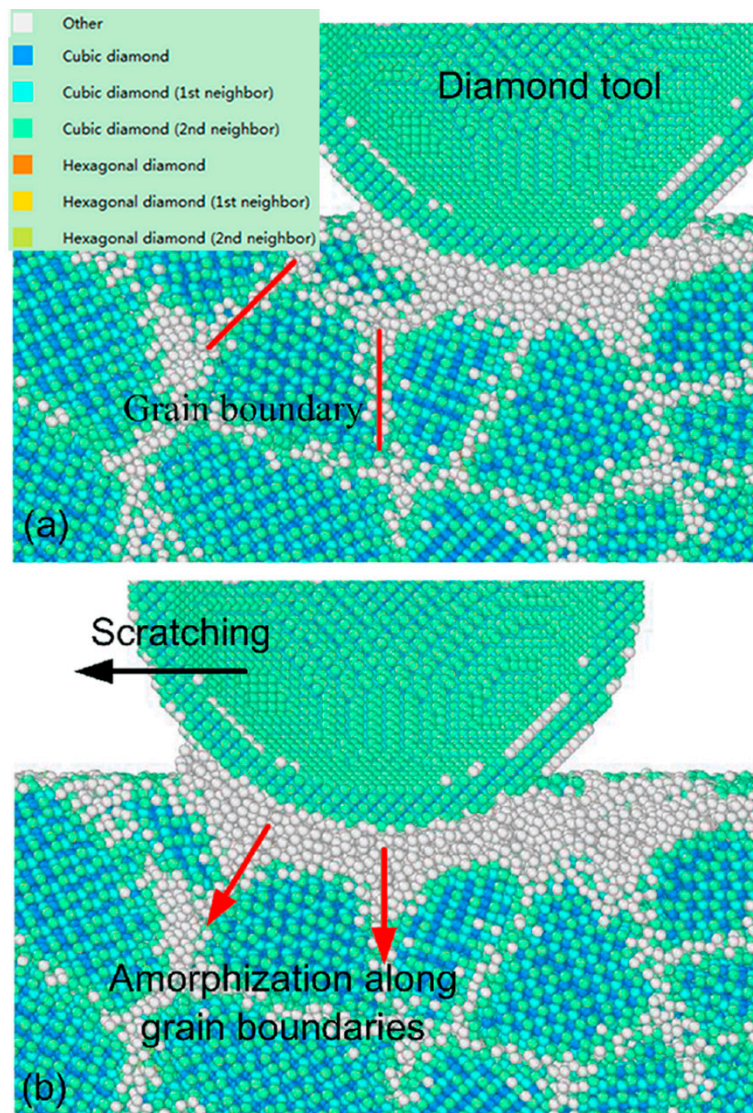 Other
Cubic diamond
Cubic diamond (1st neighbor)
Cubic diamond (2nd neighbor)
Hexagonal diamond
Hexagonal diamond (1st neighbor)
Hexagonal diamond (2nd neighbor)
Diamond tool
Grain boundary
(a)
Scratching
Amorphization along
grain boundaries
(b)